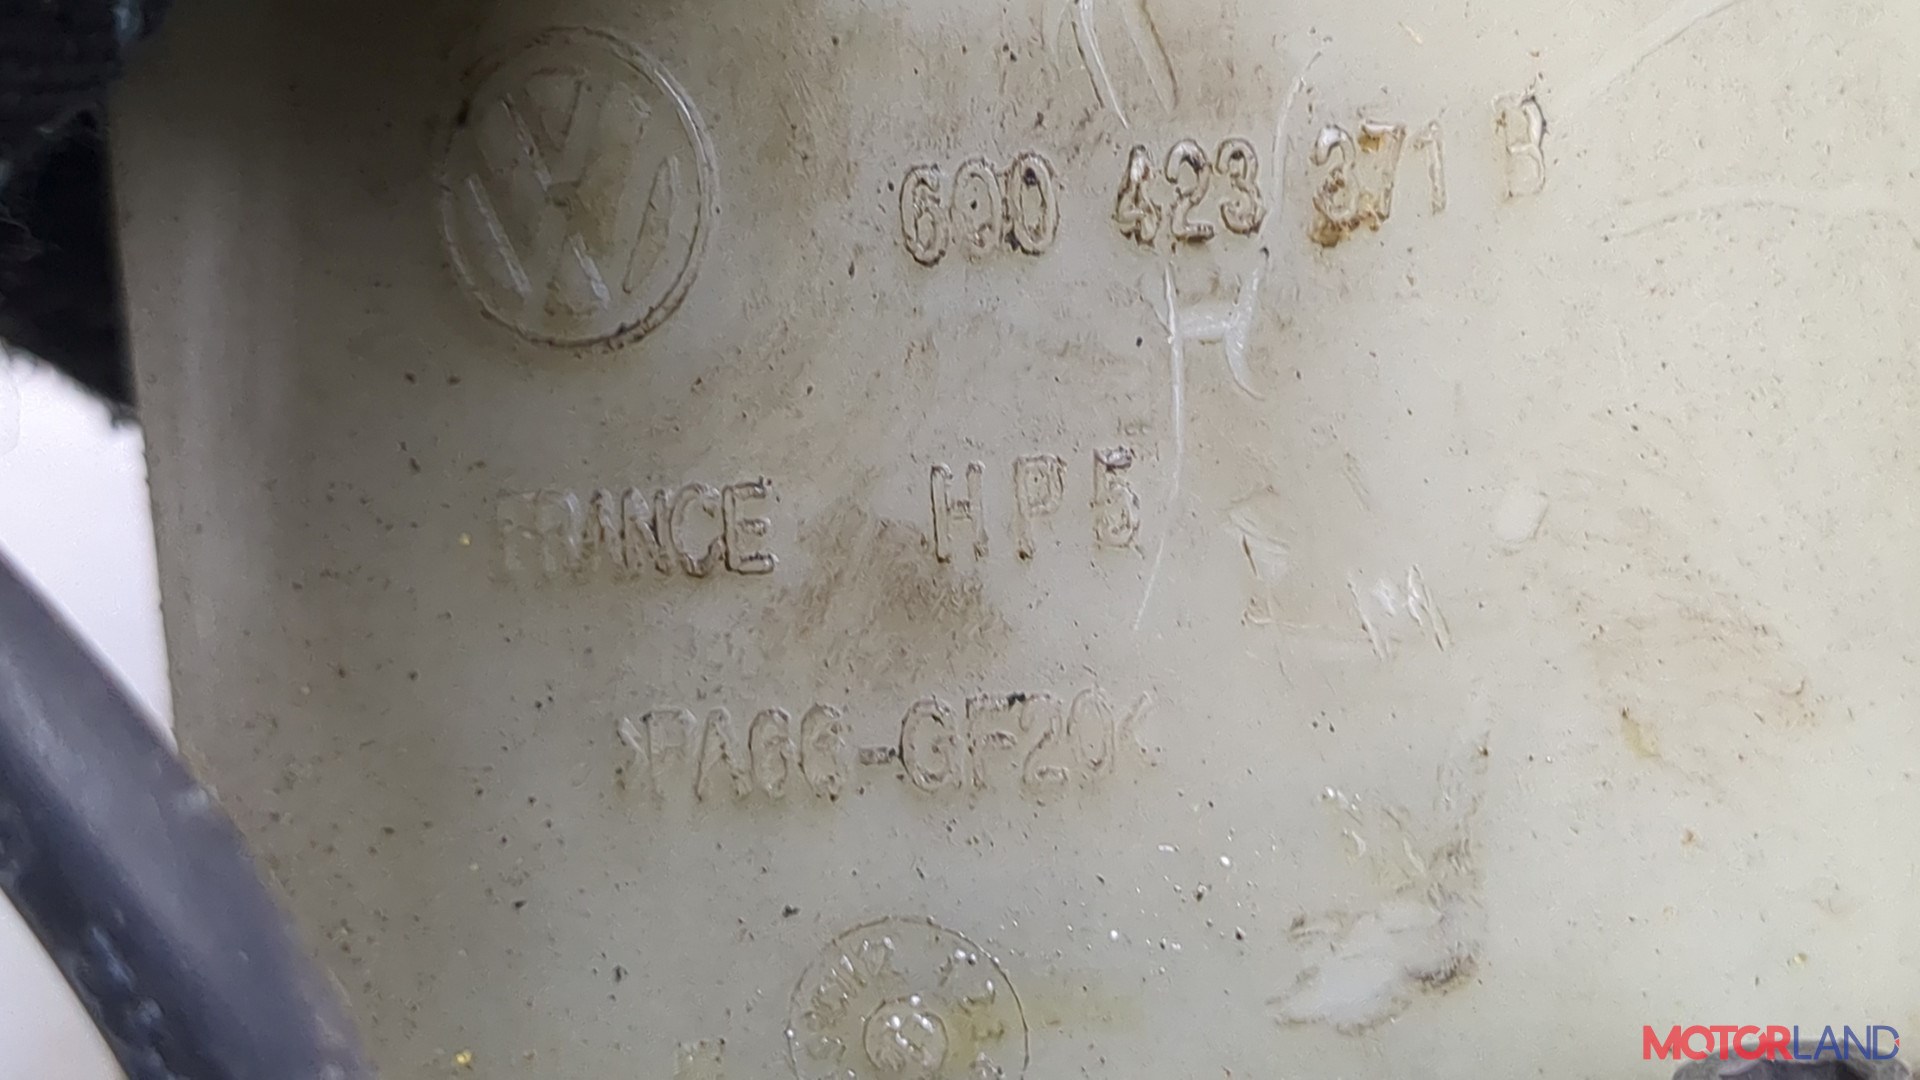 6Q0 423 371 B
FRANCE HP5
>PA66-GF20<
MOTORLAND